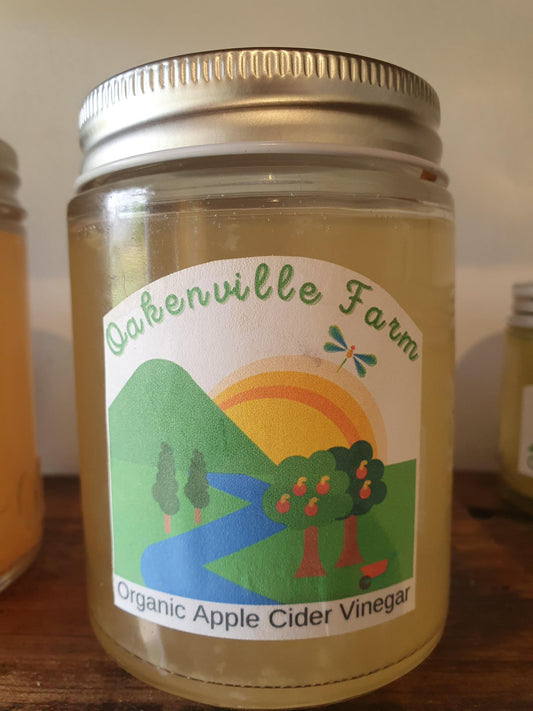 Oakenville Farm
Organic Apple Cider Vinegar